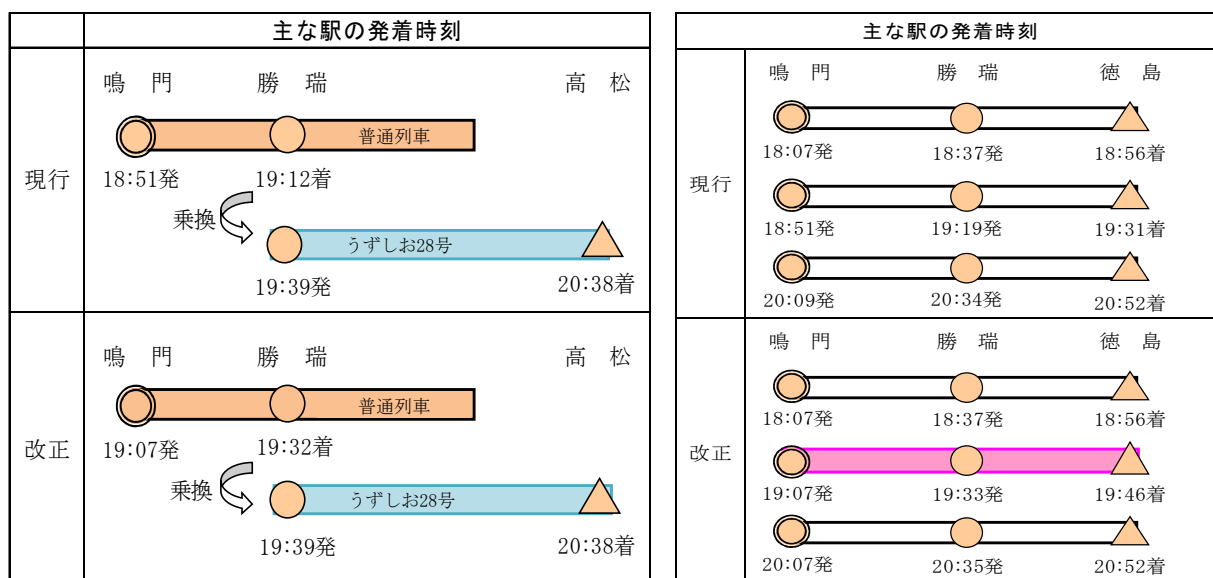 主な駅の発着時刻
現行
鳴 門 勝 瑞 高 松
普通列車
18:51発 19:12着
乗換
うずしお28号
19:39発 20:38着
改正
鳴 門 勝 瑞 高 松
普通列車
19:07発 19:32着
乗換
うずしお28号
19:39発 20:38着
主な駅の発着時刻
現行
鳴 門 勝 瑞 徳 島
18:07発 18:37発 18:56着
18:51発 19:19発 19:31着
20:09発 20:34発 20:52着
改正
鳴 門 勝 瑞 徳 島
18:07発 18:37発 18:56着
19:07発 19:33発 19:46着
20:07発 20:35発 20:52着